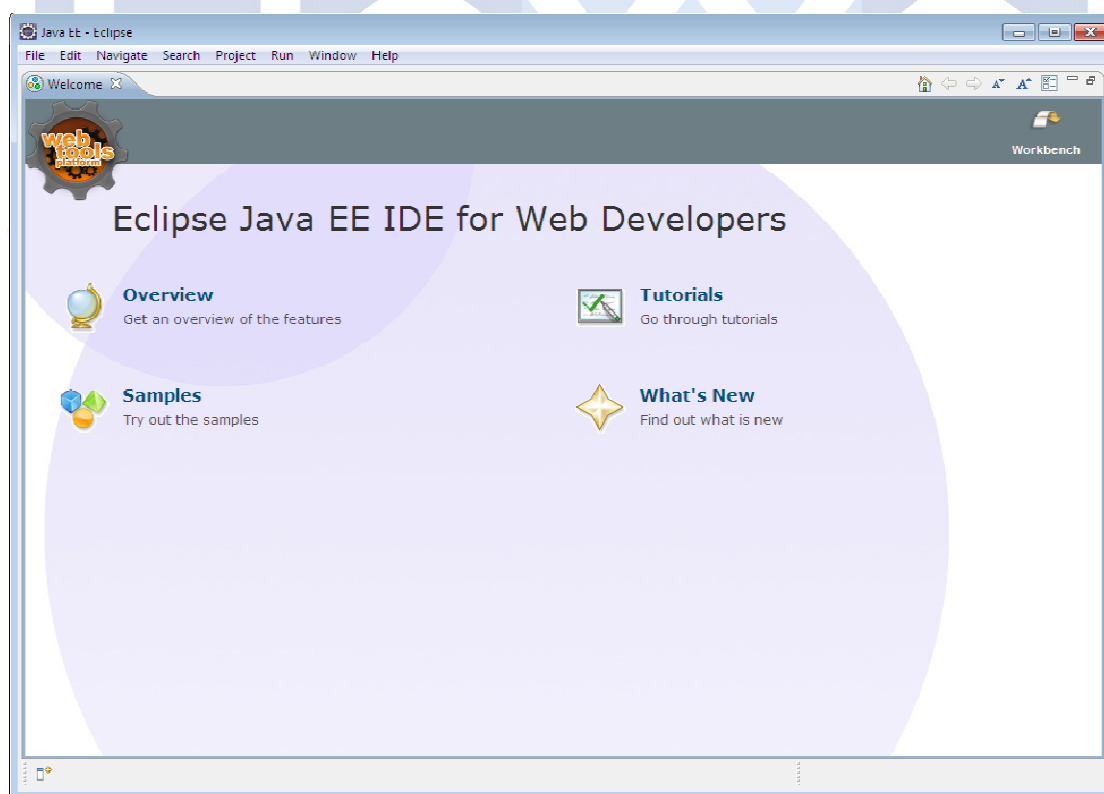 Java EE - Eclipse
File Edit Navigate Search Project Run Window Help
Welcome
web tools platform
Workbench
Eclipse Java EE IDE for Web Developers
Overview
Get an overview of the features
Tutorials
Go through tutorials
Samples
Try out the samples
What's New
Find out what is new